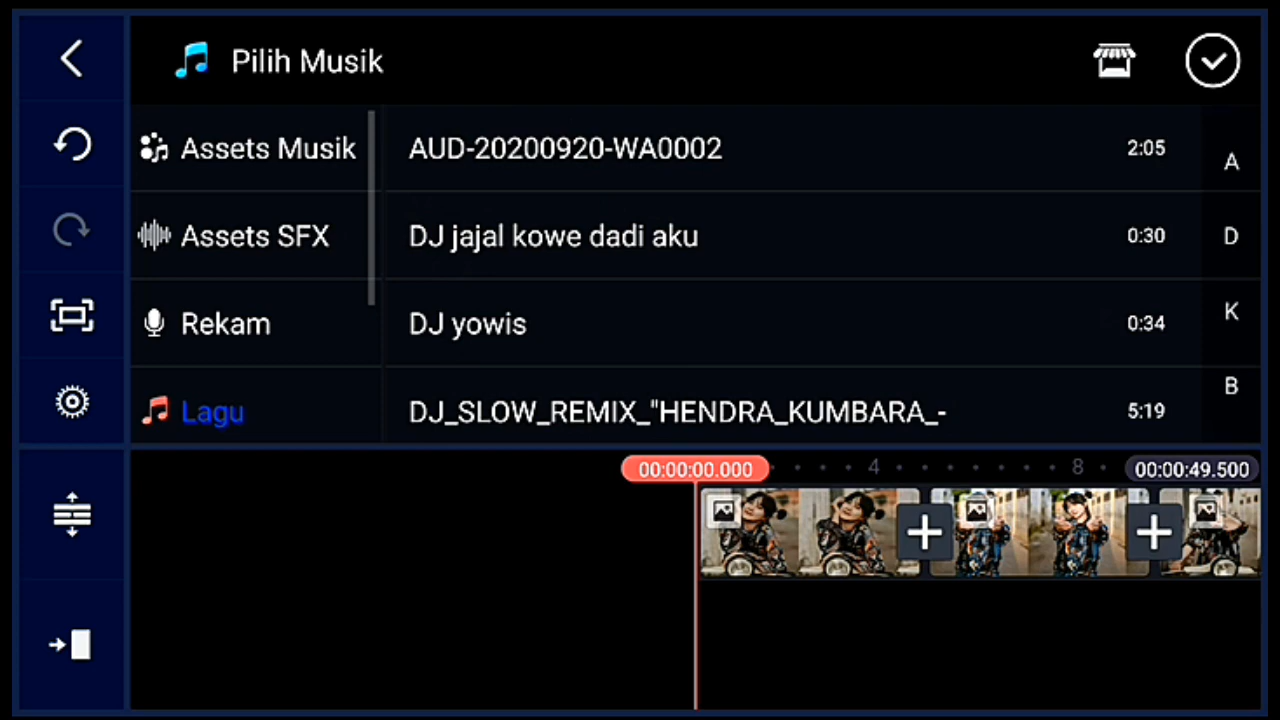 Pilih Musik
Assets Musik
AUD-20200920-WA0002
2:05
A
Assets SFX
DJ jajal kowe dadi aku
0:30
D
Rekam
DJ yowis
0:34
K
Lagu
DJ_SLOW_REMIX_"HENDRA_KUMBARA_-
5:19
B
00:00:00.000
4
8
00:00:49.500